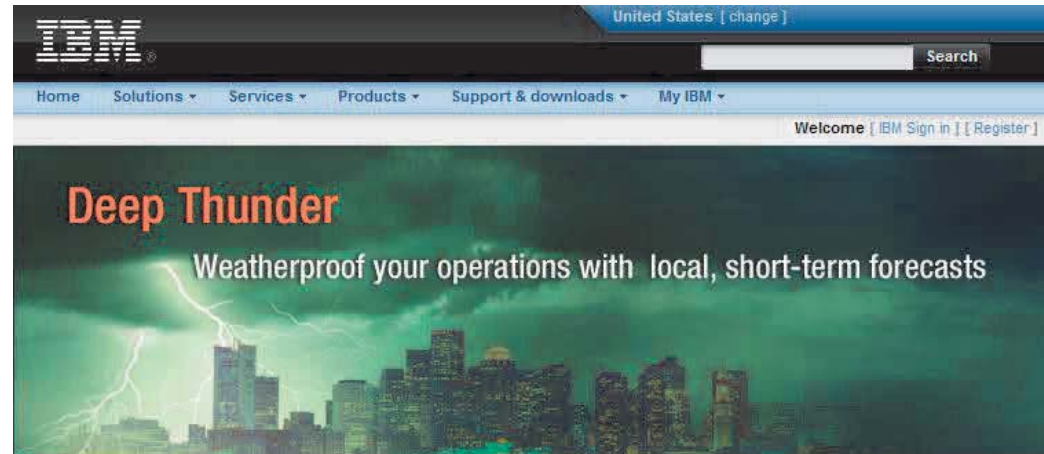 United States [ change ]
IBM®
Search
Home Solutions Services Products Support & downloads My IBM
Welcome [ IBM Sign in ] [ Register ]
Deep Thunder
Weatherproof your operations with local, short-term forecasts